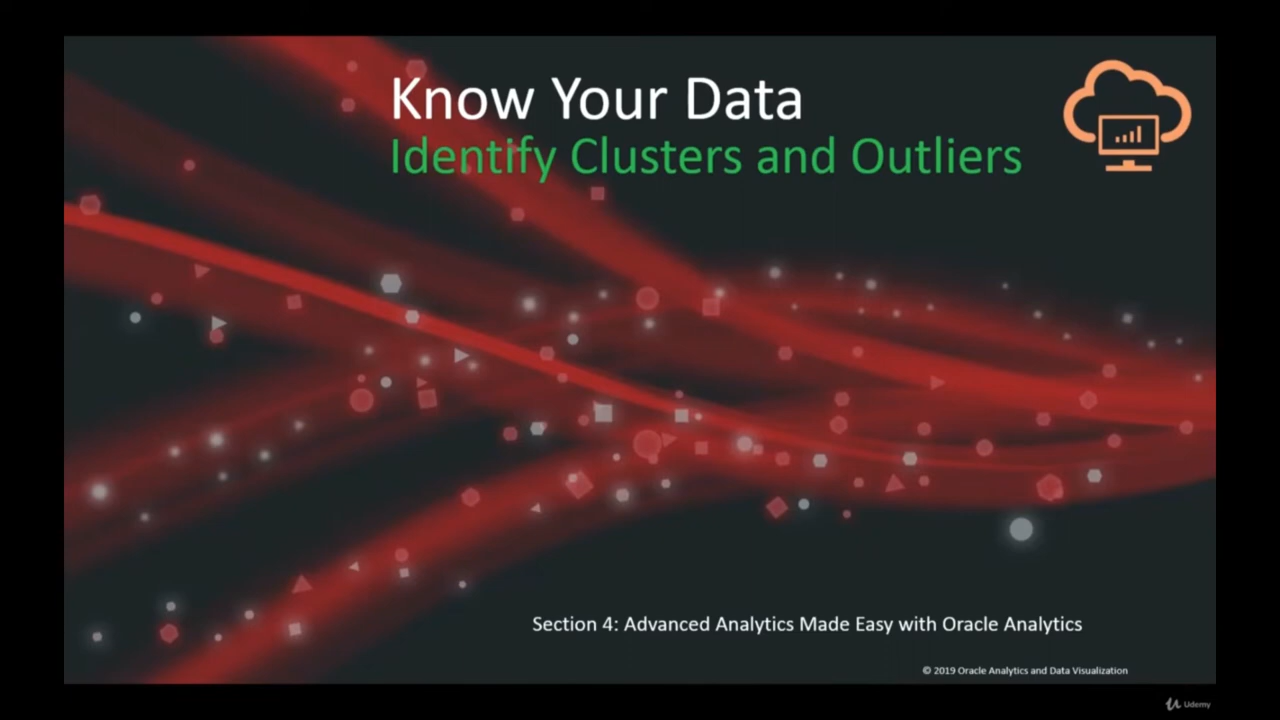 Know Your Data
Identify Clusters and Outliers
Section 4: Advanced Analytics Made Easy with Oracle Analytics
© 2019 Oracle Analytics and Data Visualization
Udemy